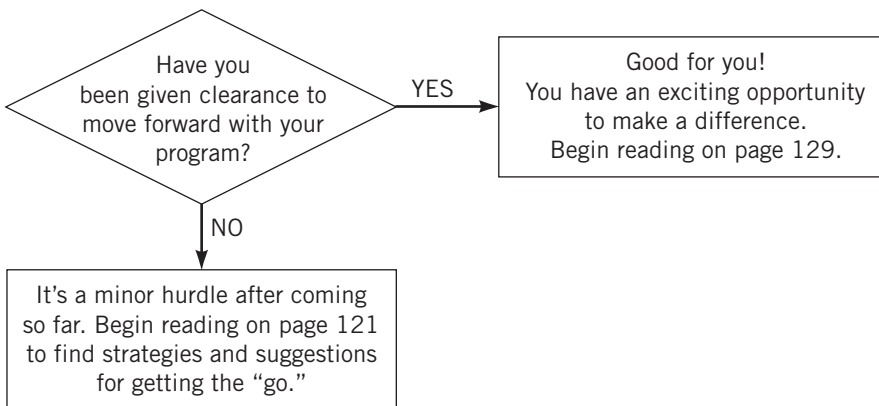 Have you
been given clearance to
move forward with your
program?
YES
Good for you!
You have an exciting opportunity
to make a difference.
Begin reading on page 129.
NO
It’s a minor hurdle after coming
so far. Begin reading on page 121
to find strategies and suggestions
for getting the “go.”